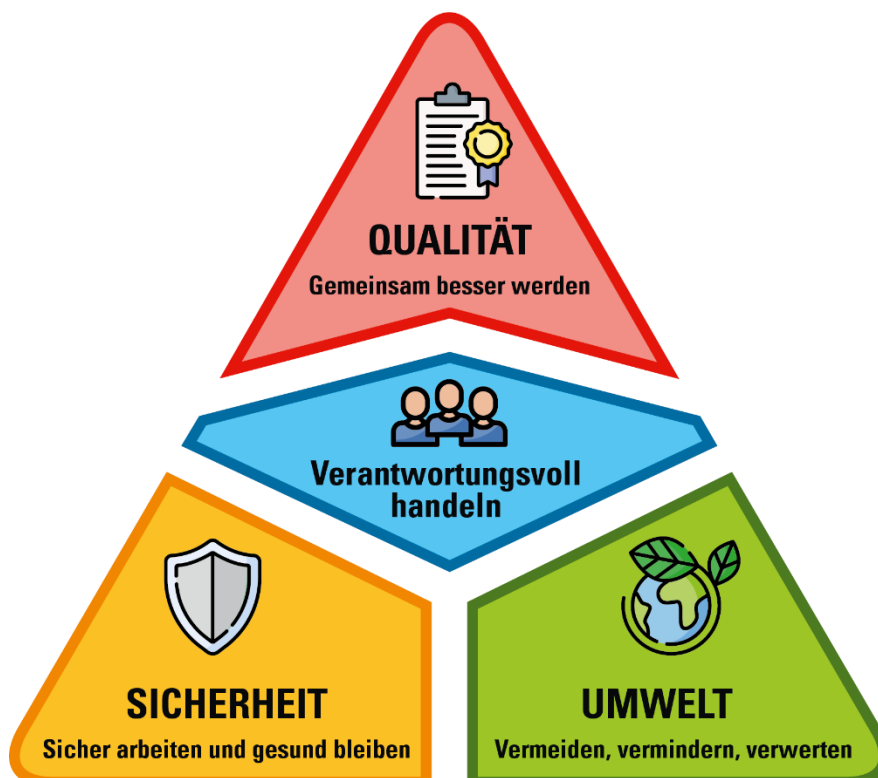 QUALITÄT
Gemeinsam besser werden
Verantwortungsvoll
handeln
SICHERHEIT
Sicher arbeiten und gesund bleiben
UMWELT
Vermeiden, vermindern, verwerten